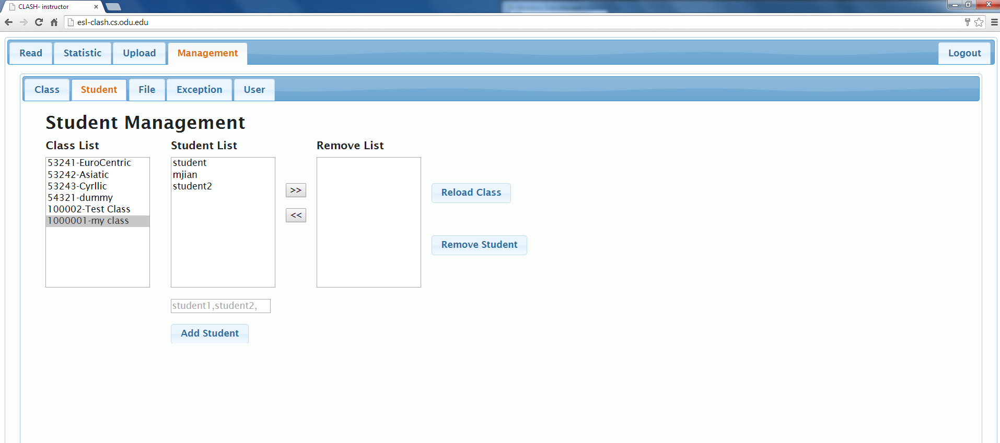 CLASH- instructor
esl-clash.cs.odu.edu
Read Statistic Upload Management Logout
Class Student File Exception User
Student Management
Class List
53241-EuroCentric
53242-Asiatic
53243-Cyrllic
54321-dummy
100002-Test Class
1000001-my class
Student List
student
mjian
student2
student1,student2,
Add Student
>>
<<
Remove List
Reload Class
Remove Student